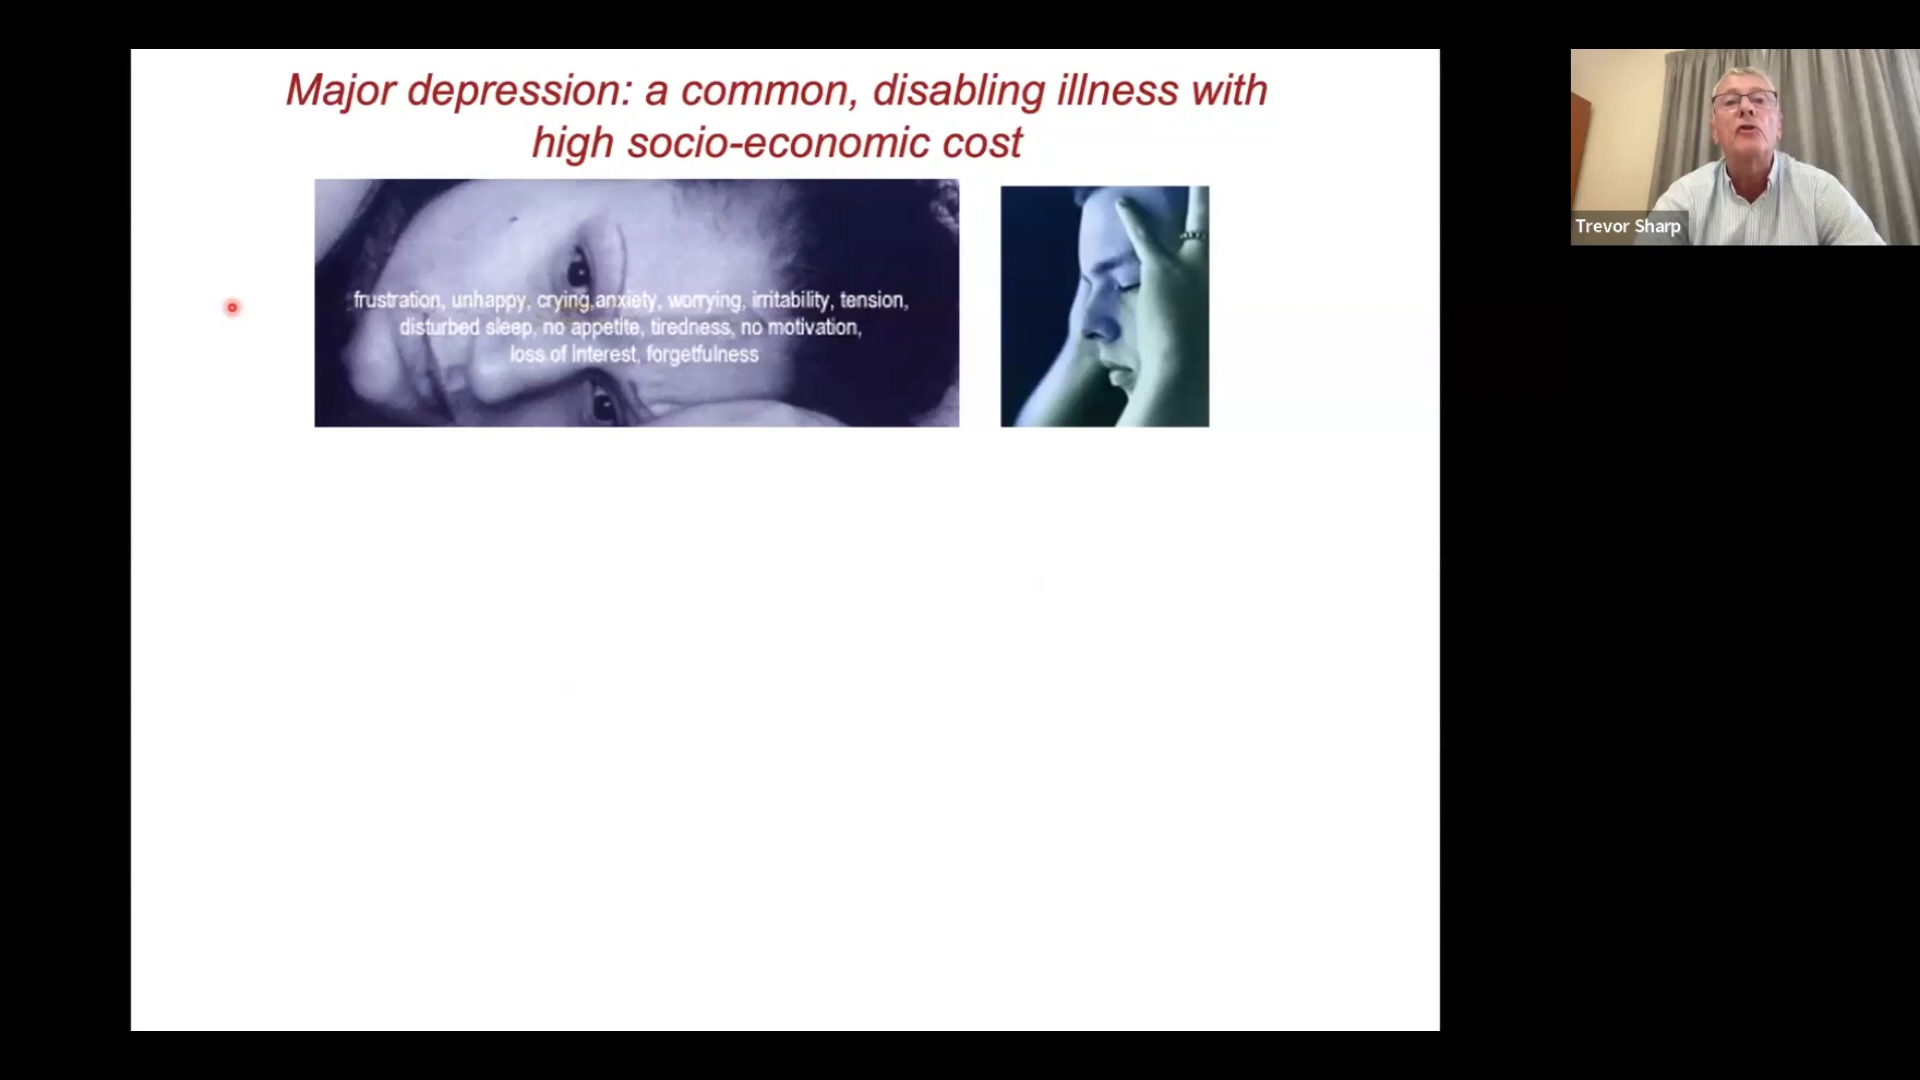 Major depression: a common, disabling illness with
high socio-economic cost
frustration, unhappy, crying,anxiety, worrying, irritability, tension,
disturbed sleep, no appetite, tiredness, no motivation,
loss of interest, forgetfulness
Trevor Sharp